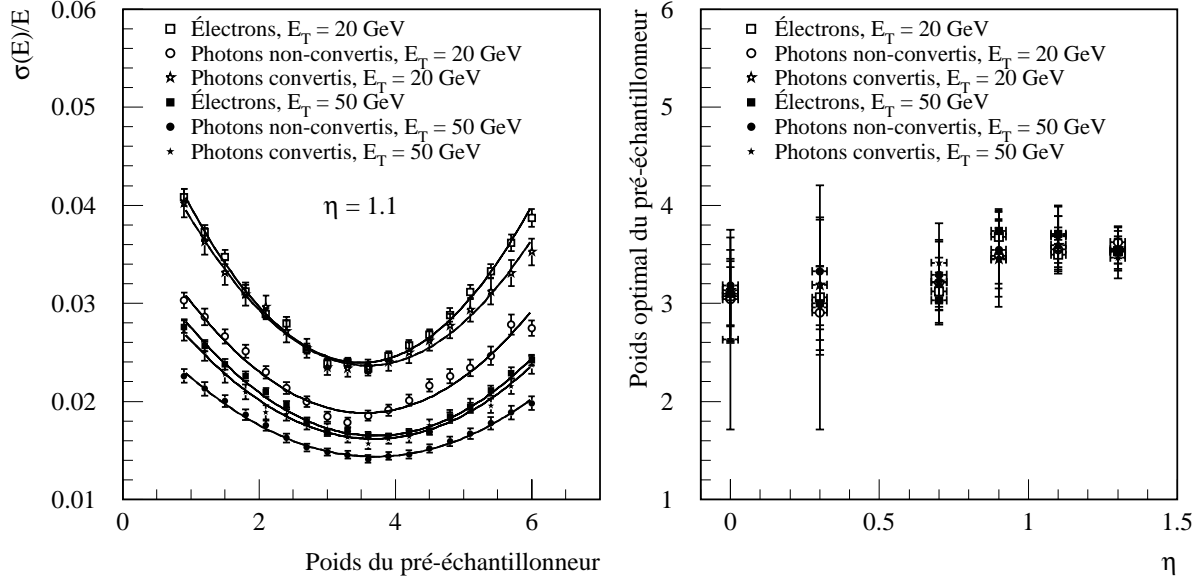 σ(E)/E
0.06
0.05
0.04
0.03
0.02
0.01
Électrons, E_T = 20 GeV
Photons non-convertis, E_T = 20 GeV
Photons convertis, E_T = 20 GeV
Électrons, E_T = 50 GeV
Photons non-convertis, E_T = 50 GeV
Photons convertis, E_T = 50 GeV
η = 1.1
0 2 4 6
Poids du pré-échantillonneur
Poids optimal du pré-échantillonneur
6
5
4
3
2
1
Électrons, E_T = 20 GeV
Photons non-convertis, E_T = 20 GeV
Photons convertis, E_T = 20 GeV
Électrons, E_T = 50 GeV
Photons non-convertis, E_T = 50 GeV
Photons convertis, E_T = 50 GeV
0 0.5 1 1.5
η